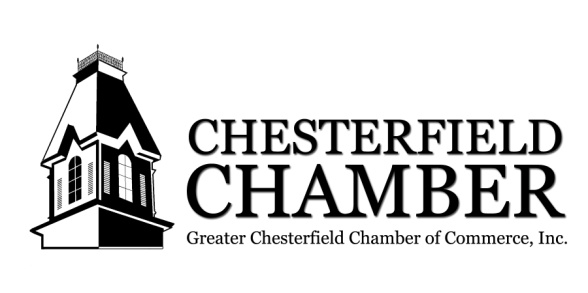 CHESTERFIELD
CHAMBER
Greater Chesterfield Chamber of Commerce, Inc.